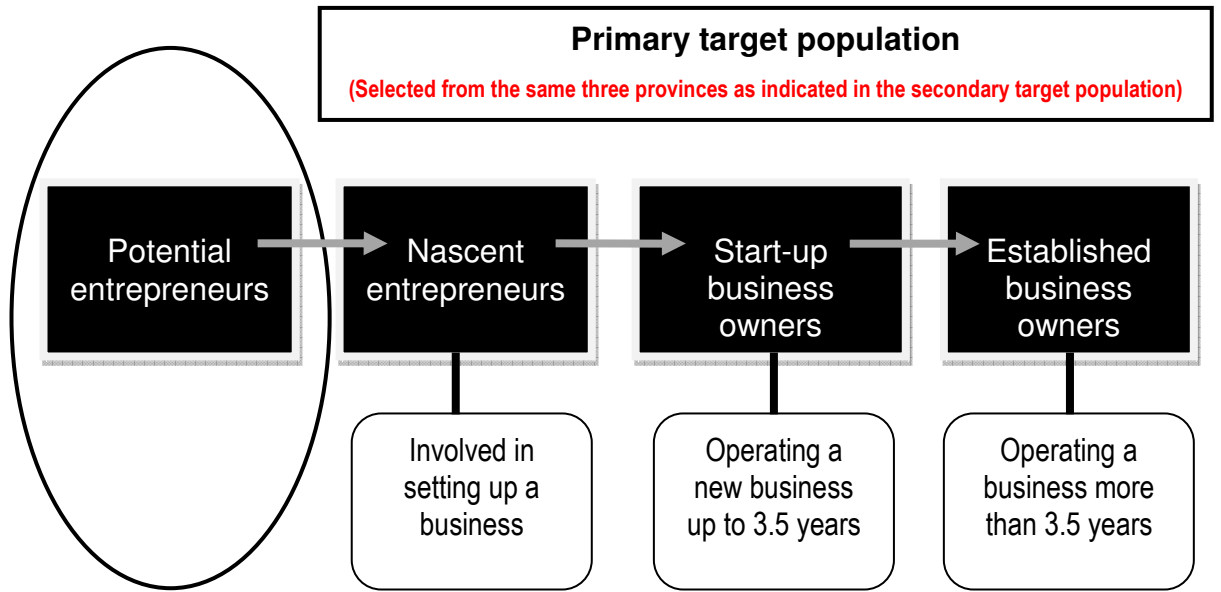 Primary target population
(Selected from the same three provinces as indicated in the secondary target population)
Potential
entrepreneurs
Nascent
entrepreneurs
Start-up
business
owners
Established
business
owners
Involved in
setting up a
business
Operating a
new business
up to 3.5 years
Operating a
business more
than 3.5 years